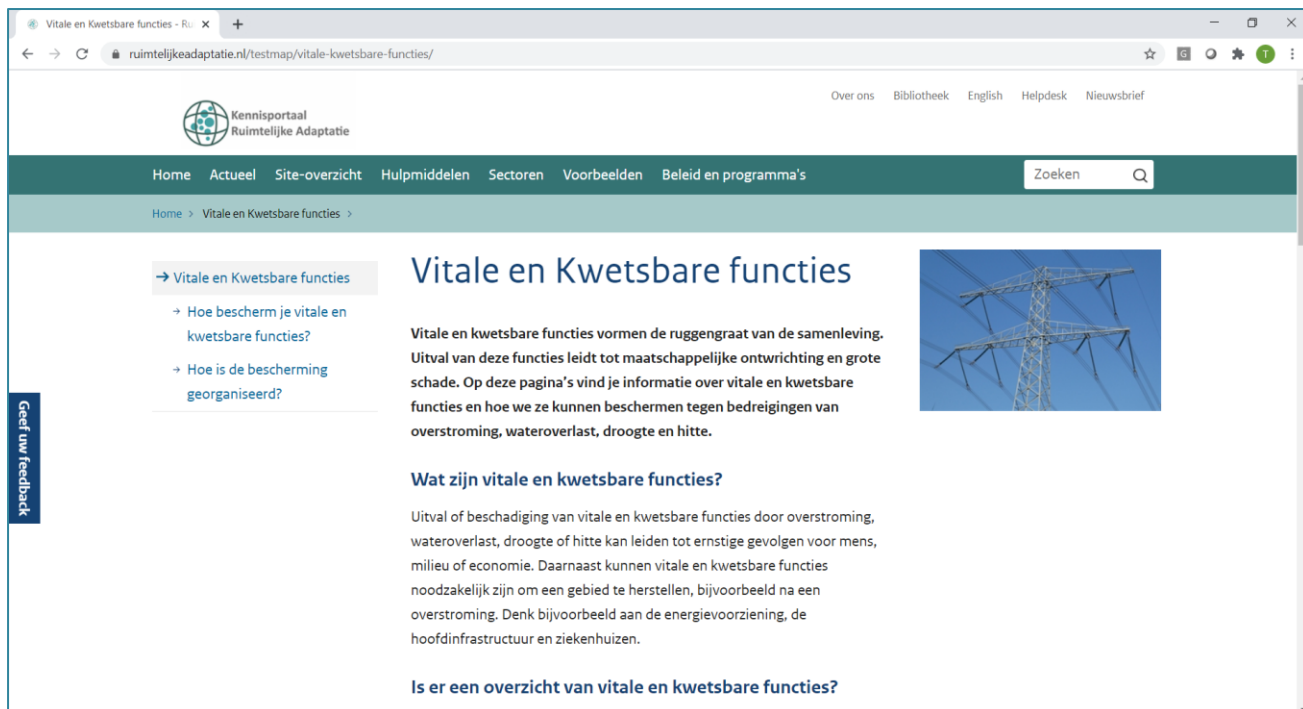 Vitale en Kwetsbare functies - Ru
ruimtelijkeadaptatie.nl/testmap/vitale-kwetsbare-functies/
G
T
Over ons Bibliotheek English Helpdesk Nieuwsbrief
Kennisportaal
Ruimtelijke Adaptatie
Home Actueel Site-overzicht Hulpmiddelen Sectoren Voorbeelden Beleid en programma's Zoeken
Home > Vitale en Kwetsbare functies >
→ Vitale en Kwetsbare functies
→ Hoe bescherm je vitale en
kwetsbare functies?
→ Hoe is de bescherming
georganiseerd?
Geef uw feedback
Vitale en Kwetsbare functies
Vitale en kwetsbare functies vormen de ruggengraat van de samenleving.
Uitval van deze functies leidt tot maatschappelijke ontwrichting en grote
schade. Op deze pagina's vind je informatie over vitale en kwetsbare
functies en hoe we ze kunnen beschermen tegen bedreigingen van
overstroming, wateroverlast, droogte en hitte.
Wat zijn vitale en kwetsbare functies?
Uitval of beschadiging van vitale en kwetsbare functies door overstroming,
wateroverlast, droogte of hitte kan leiden tot ernstige gevolgen voor mens,
milieu of economie. Daarnaast kunnen vitale en kwetsbare functies
noodzakelijk zijn om een gebied te herstellen, bijvoorbeeld na een
overstroming. Denk bijvoorbeeld aan de energievoorziening, de
hoofdinfrastructuur en ziekenhuizen.
Is er een overzicht van vitale en kwetsbare functies?